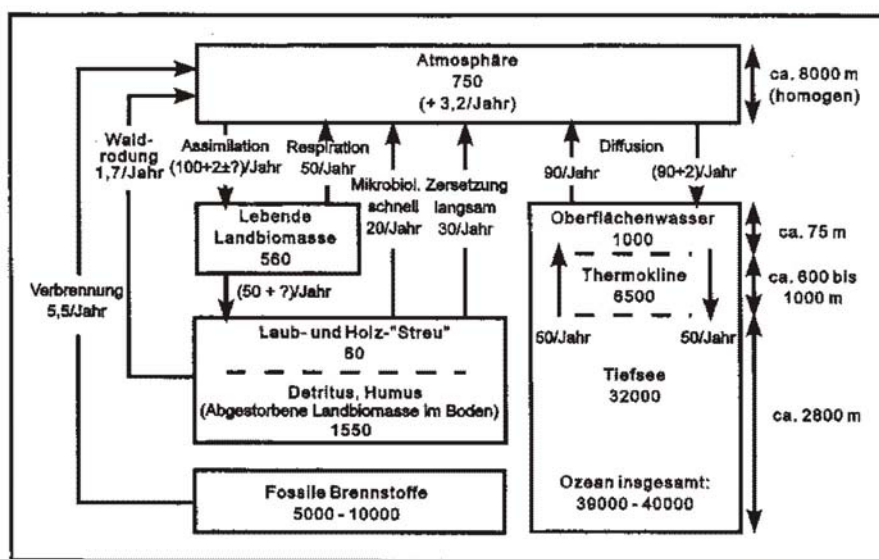 Atmosphäre
750
(+ 3,2/Jahr)
ca. 8000 m
(homogen)
Wald-
rodung
1,7/Jahr
Assimilation
(100+2±?)/Jahr
Respiration
50/Jahr
Mikrobiol. Zersetzung
schnell langsam
20/Jahr 30/Jahr
Diffusion
90/Jahr
(90+2)/Jahr
Lebende
Landbiomasse
560
Oberflächenwasser
1000
ca. 75 m
Thermokline
6500
ca. 600 bis
1000 m
Verbrennung
5,5/Jahr
(50 + ?)/Jahr
50/Jahr
50/Jahr
Laub- und Holz-"Streu"
60
Detritus, Humus
(Abgestorbene Landbiomasse im Boden)
1550
Tiefsee
32000
ca. 2800 m
Fossile Brennstoffe
5000 - 10000
Ozean insgesamt:
39000 - 40000